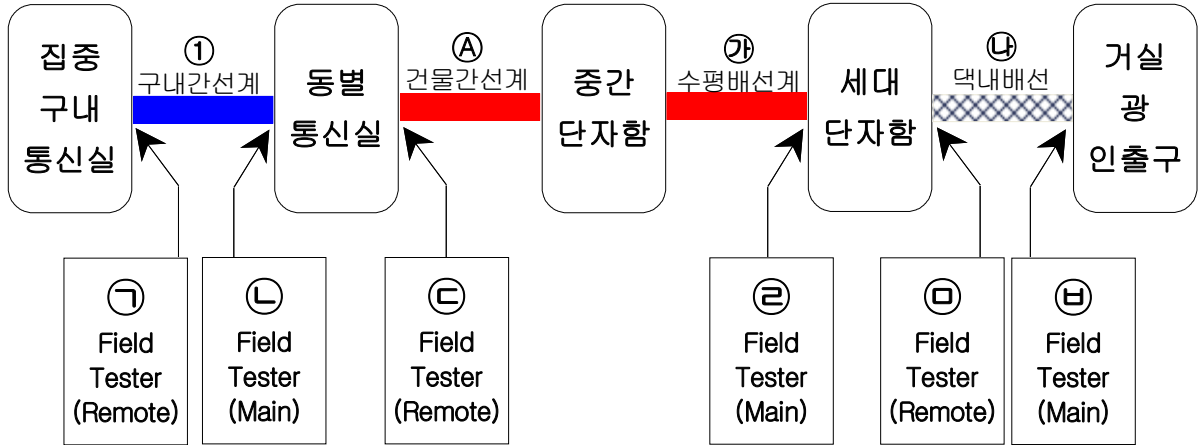 집중
구내
통신실
①
구내간선계
동별
통신실
Ⓐ
건물간선계
중간
단자함
㉮
수평배선계
세대
단자함
㉯
댁내배선
거실
광
인출구
㉠
Field
Tester
(Remote)
㉡
Field
Tester
(Main)
㉢
Field
Tester
(Remote)
㉣
Field
Tester
(Main)
㉤
Field
Tester
(Remote)
㉥
Field
Tester
(Main)